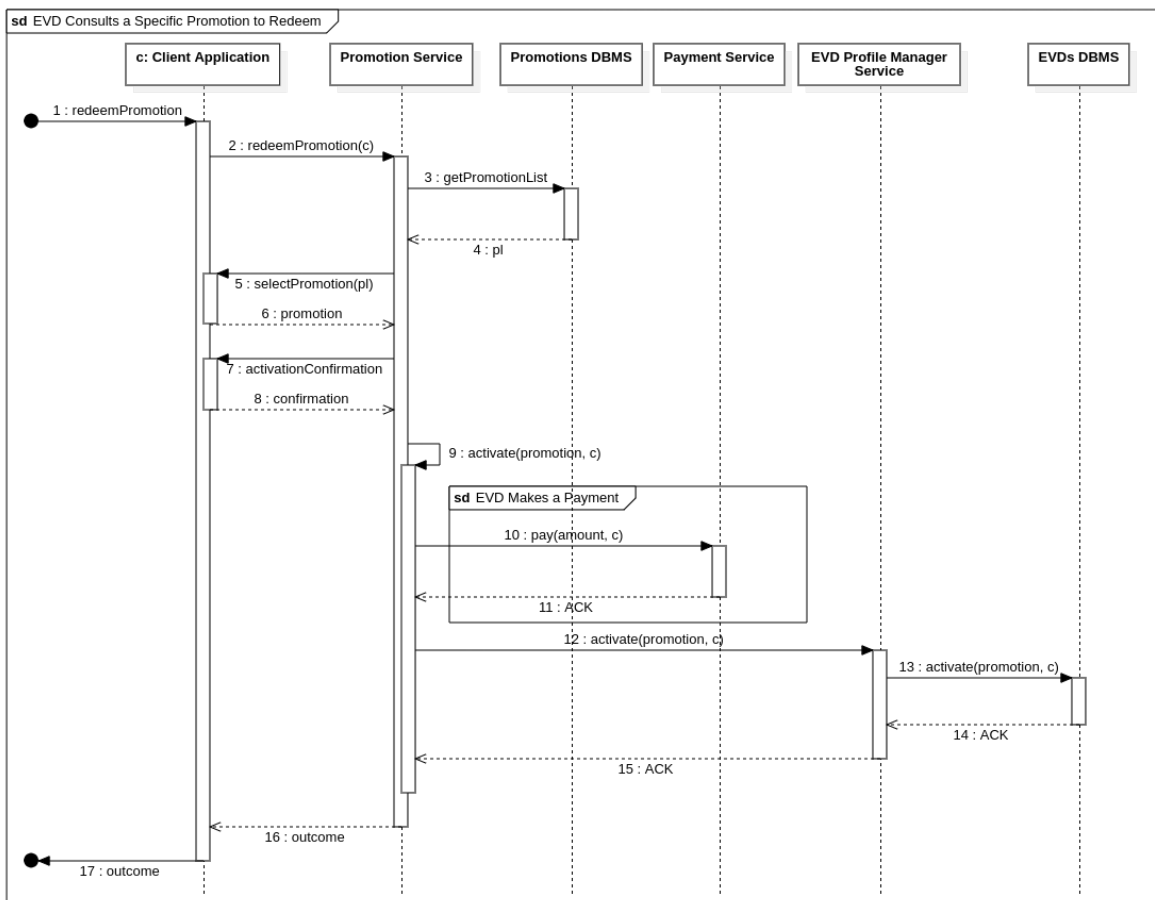 sd EVD Consults a Specific Promotion to Redeem
c: Client Application
Promotion Service
Promotions DBMS
Payment Service
EVD Profile Manager
Service
EVDs DBMS
1 : redeemPromotion
2 : redeemPromotion(c)
3 : getPromotionList
4 : pl
5 : selectPromotion(pl)
6 : promotion
7 : activationConfirmation
8 : confirmation
9 : activate(promotion, c)
sd EVD Makes a Payment
10 : pay(amount, c)
11 : ACK
12 : activate(promotion, c)
13 : activate(promotion, c)
14 : ACK
15 : ACK
16 : outcome
17 : outcome